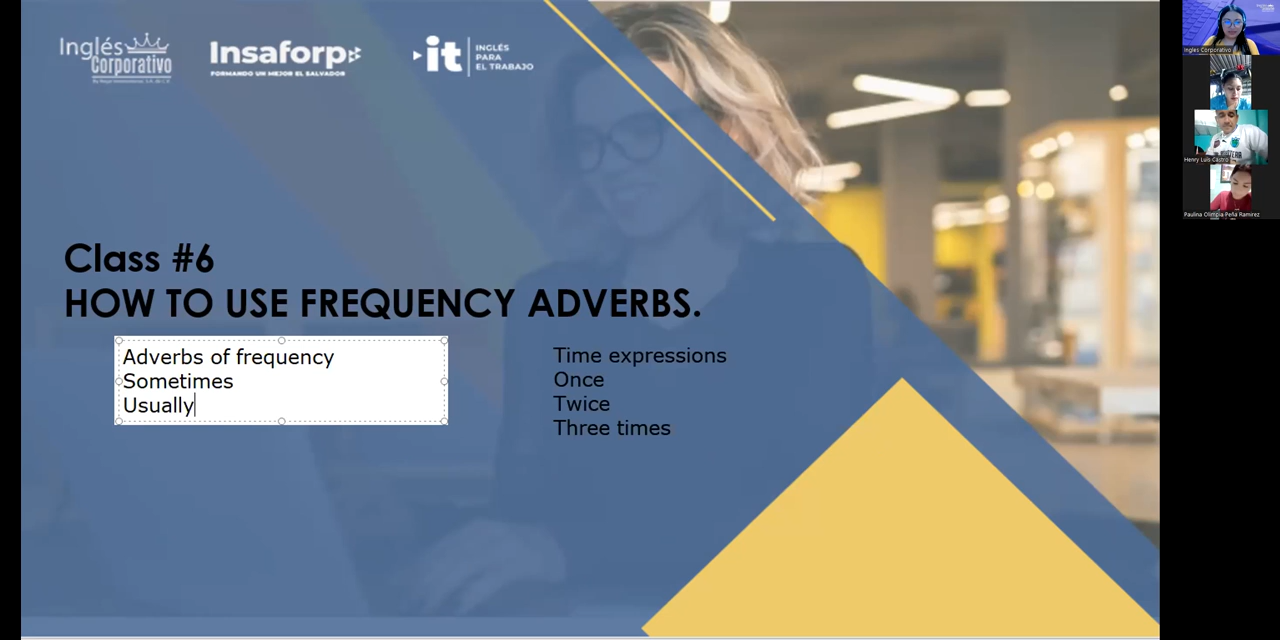 Inglés
Corporativo
Insaforp
FORMANDO UN MEJOR EL SALVADOR
it
INGLÉS
PARA
EL TRABAJO
Class #6
HOW TO USE FREQUENCY ADVERBS.
Adverbs of frequency
Sometimes
Usually
Time expressions
Once
Twice
Three times
Ingles Corporativo
Henry Luis Castro
Paulina Olimpia Peña Ramirez